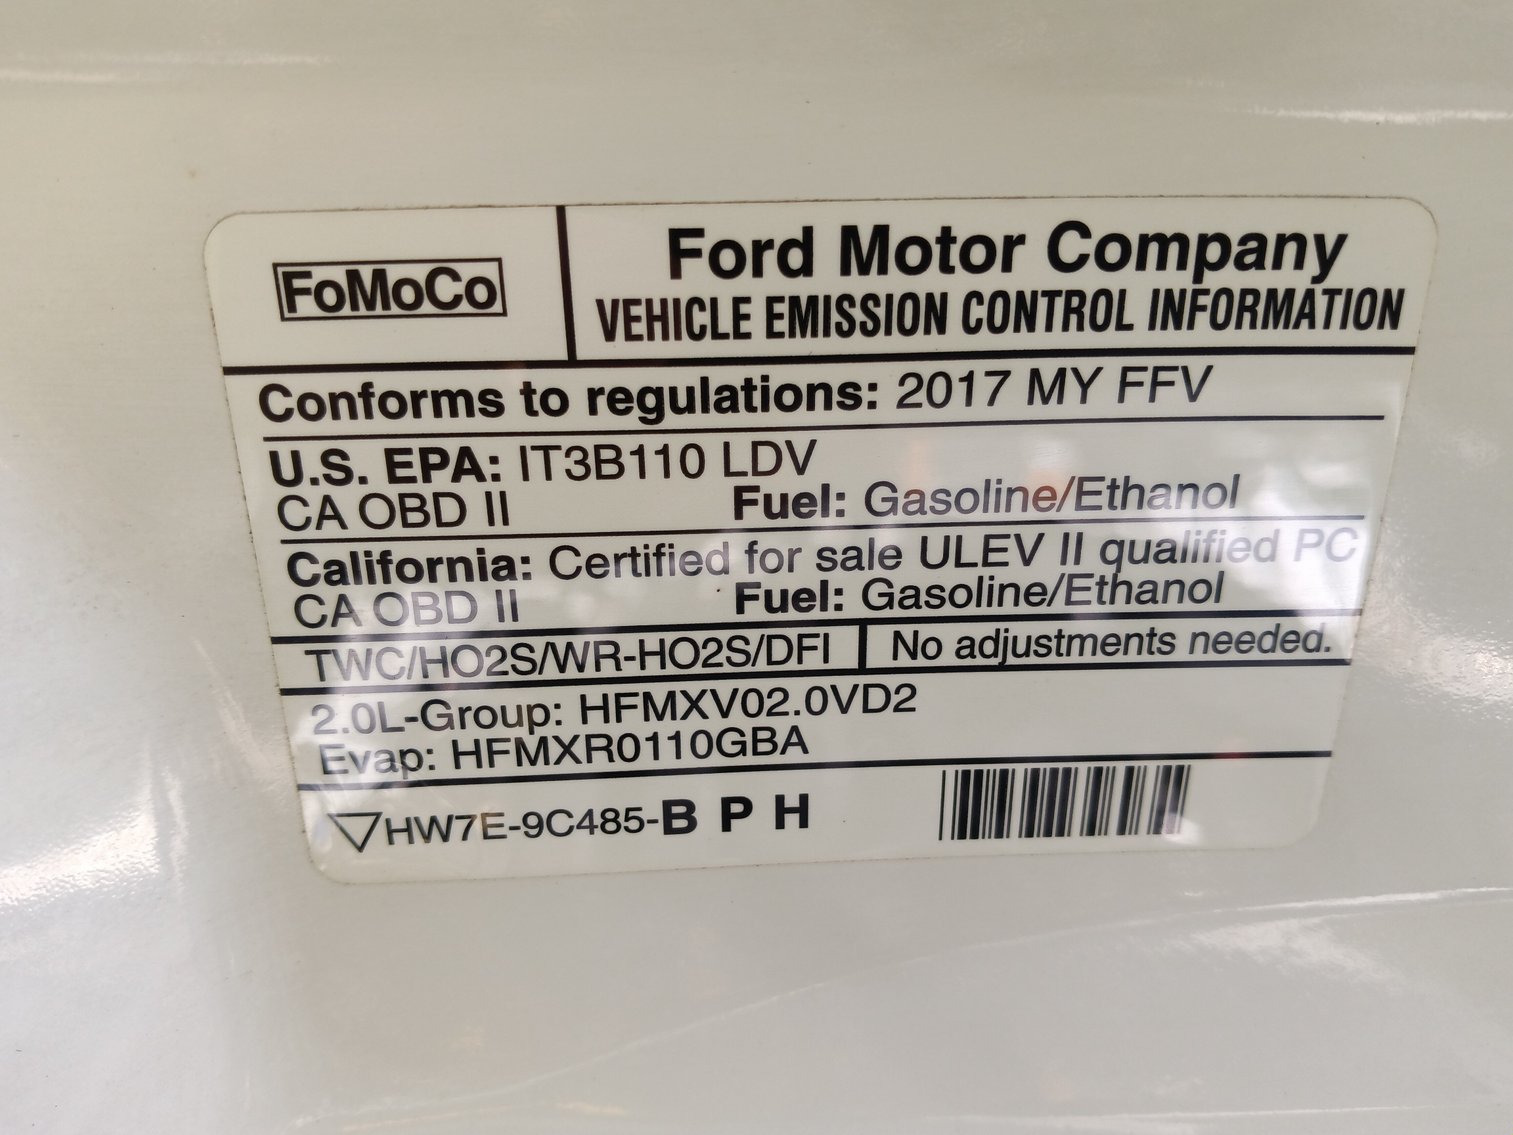 FoMoCo
Ford Motor Company
VEHICLE EMISSION CONTROL INFORMATION
Conforms to regulations: 2017 MY FFV
U.S. EPA: IT3B110 LDV
CA OBD II Fuel: Gasoline/Ethanol
California: Certified for sale ULEV II qualified PC
CA OBD II Fuel: Gasoline/Ethanol
TWC/HO2S/WR-HO2S/DFI No adjustments needed.
2.0L-Group: HFMXV02.0VD2
Evap: HFMXR0110GBA
HW7E-9C485-B P H